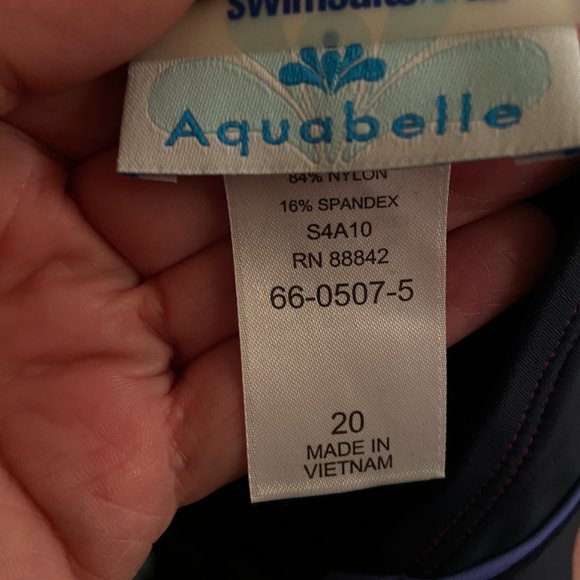 Aquabelle
84% NYLON
16% SPANDEX
S4A10
RN 88842
66-0507-5
20
MADE IN
VIETNAM